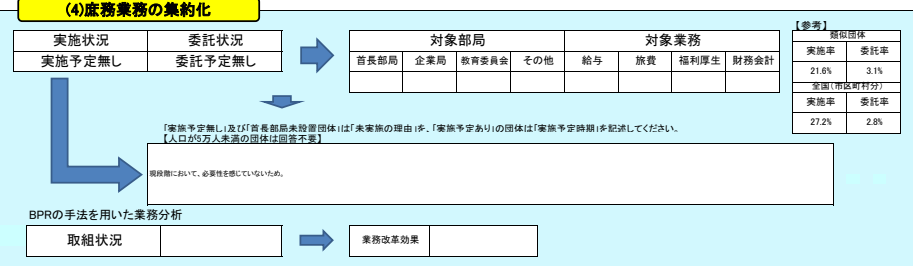 (4)庶務業務の集約化
実施状況 委託状況
実施予定無し 委託予定無し
対象部局 対象業務
首長部局 企業局 教育委員会 その他 給与 旅費 福利厚生 財務会計
【参考】
類似団体
実施率 委託率
21.6% 3.1%
全国(市区町村分)
実施率 委託率
27.2% 2.8%
「実施予定無し」及び「首長部局未設置団体」は「未実施の理由」を、「実施予定あり」の団体は「実施予定時期」を記述してください。
【人口が5万人未満の団体は回答不要】
現段階において、必要性を感じていないため。
BPRの手法を用いた業務分析
取組状況
業務改革効果